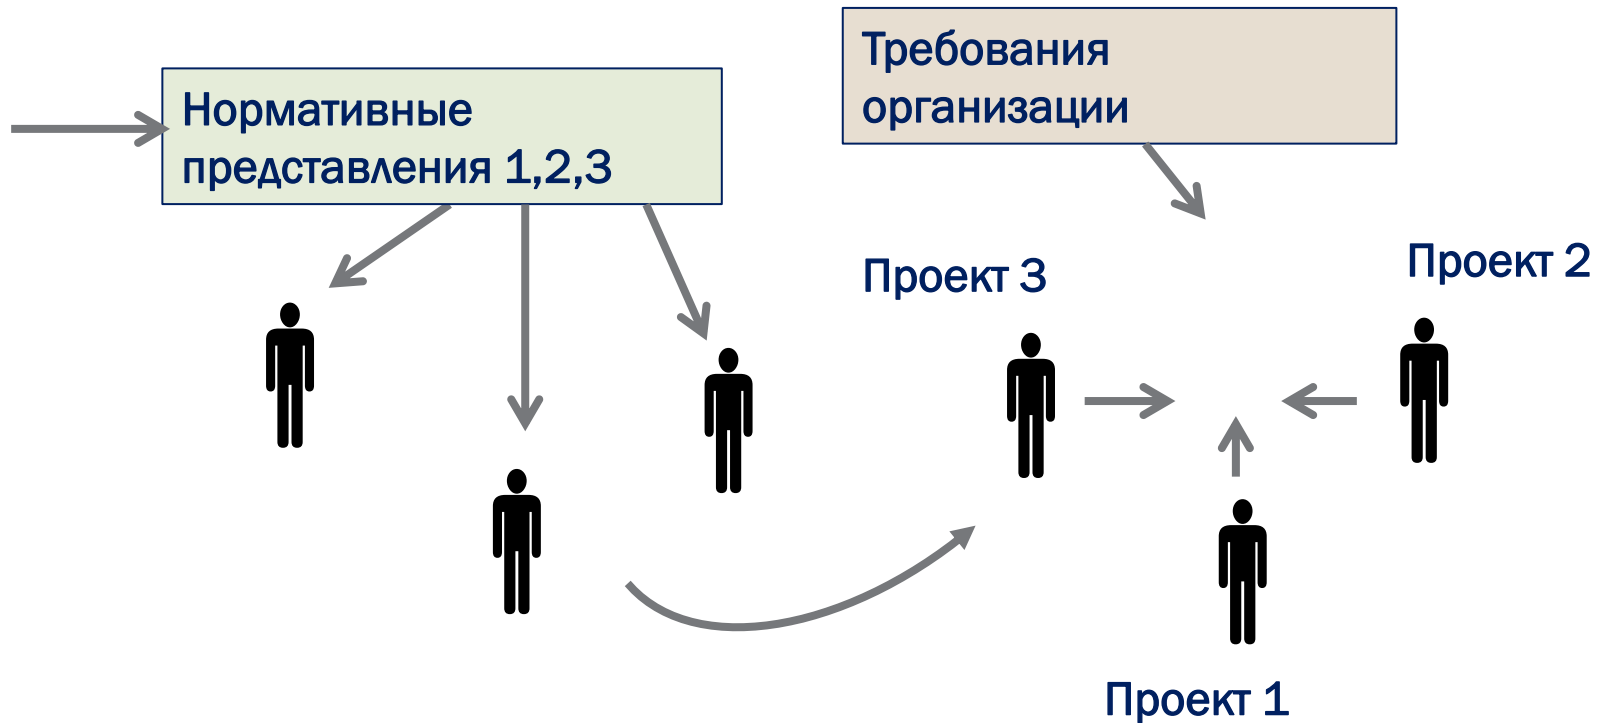 Нормативные
представления 1,2,3
Требования
организации
Проект 3
Проект 2
Проект 1